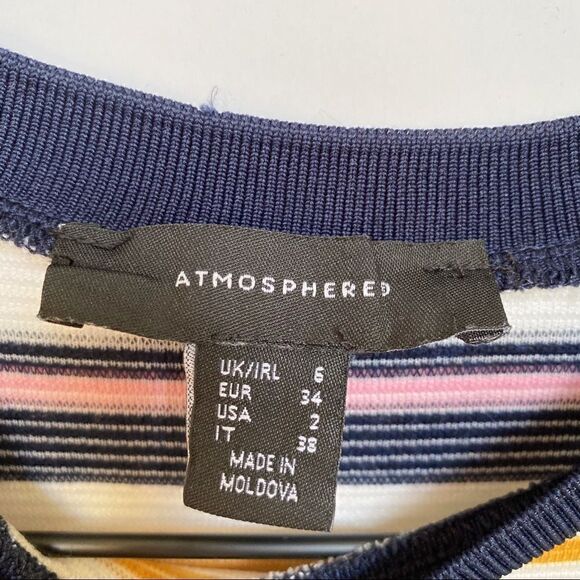 ATMOSPHERE
UK/IRL 6
EUR 34
USA 2
IT 38
MADE IN
MOLDOVA